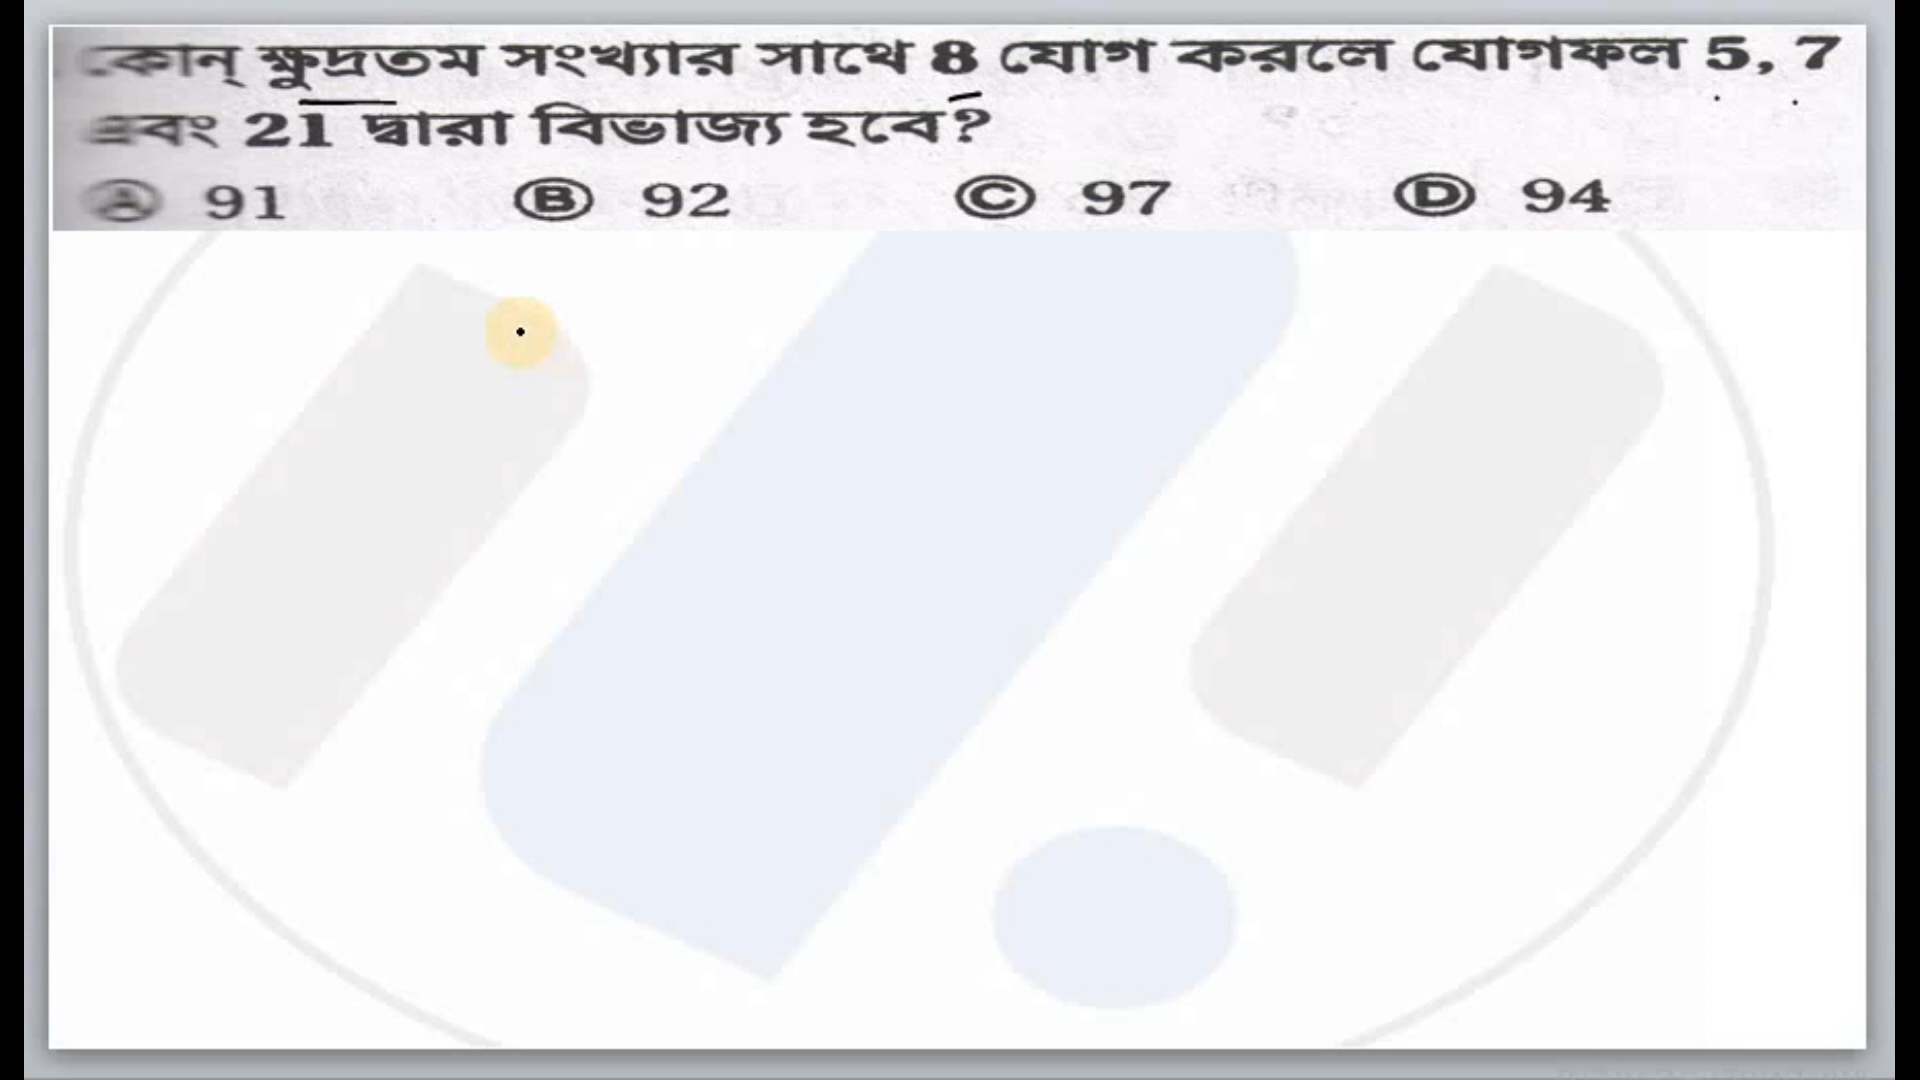 কোন্ ক্ষুদ্রতম সংখ্যার সাথে 8 যোগ করলে যোগফল 5, 7
এবং 21 দ্বারা বিভাজ্য হবে?
Ⓐ 91 Ⓑ 92 Ⓒ 97 Ⓓ 94